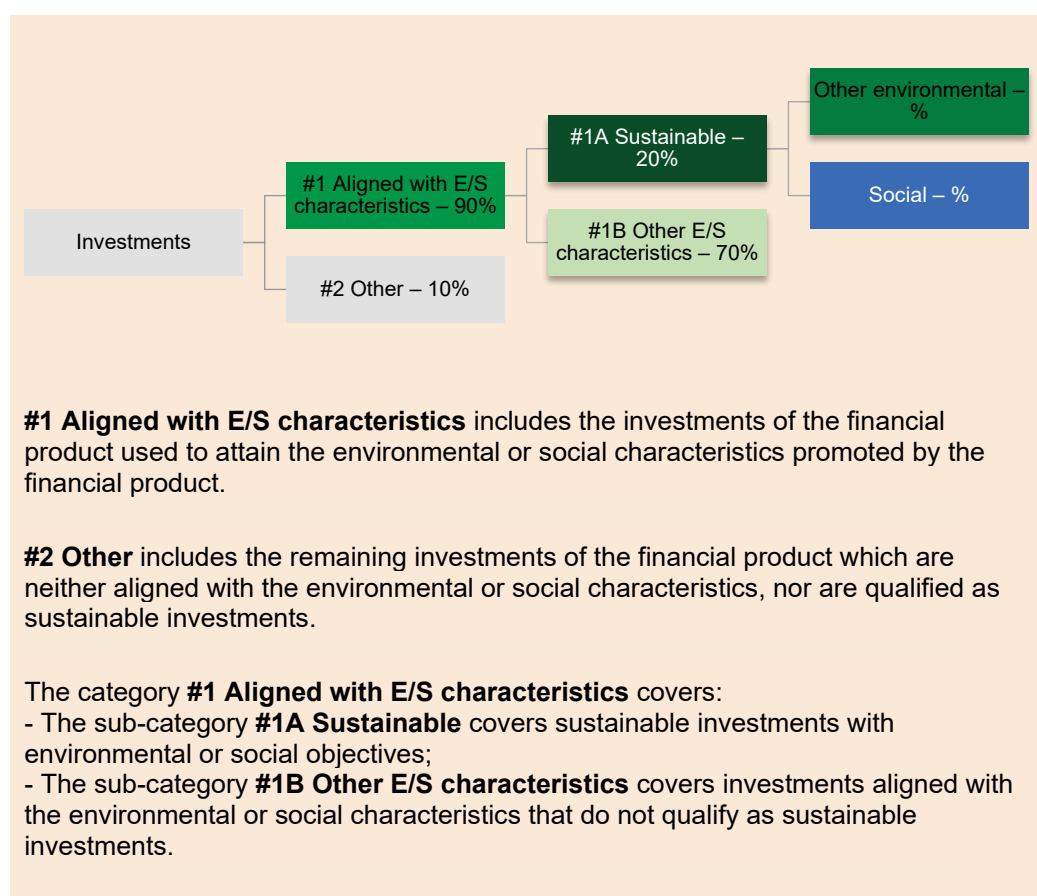 Other environmental –
%
#1A Sustainable –
20%
#1 Aligned with E/S
characteristics – 90%
Social – %
Investments
#1B Other E/S
characteristics – 70%
#2 Other – 10%
#1 Aligned with E/S characteristics includes the investments of the financial
product used to attain the environmental or social characteristics promoted by the
financial product.
#2 Other includes the remaining investments of the financial product which are
neither aligned with the environmental or social characteristics, nor are qualified as
sustainable investments.
The category #1 Aligned with E/S characteristics covers:
- The sub-category #1A Sustainable covers sustainable investments with
environmental or social objectives;
- The sub-category #1B Other E/S characteristics covers investments aligned with
the environmental or social characteristics that do not qualify as sustainable
investments.